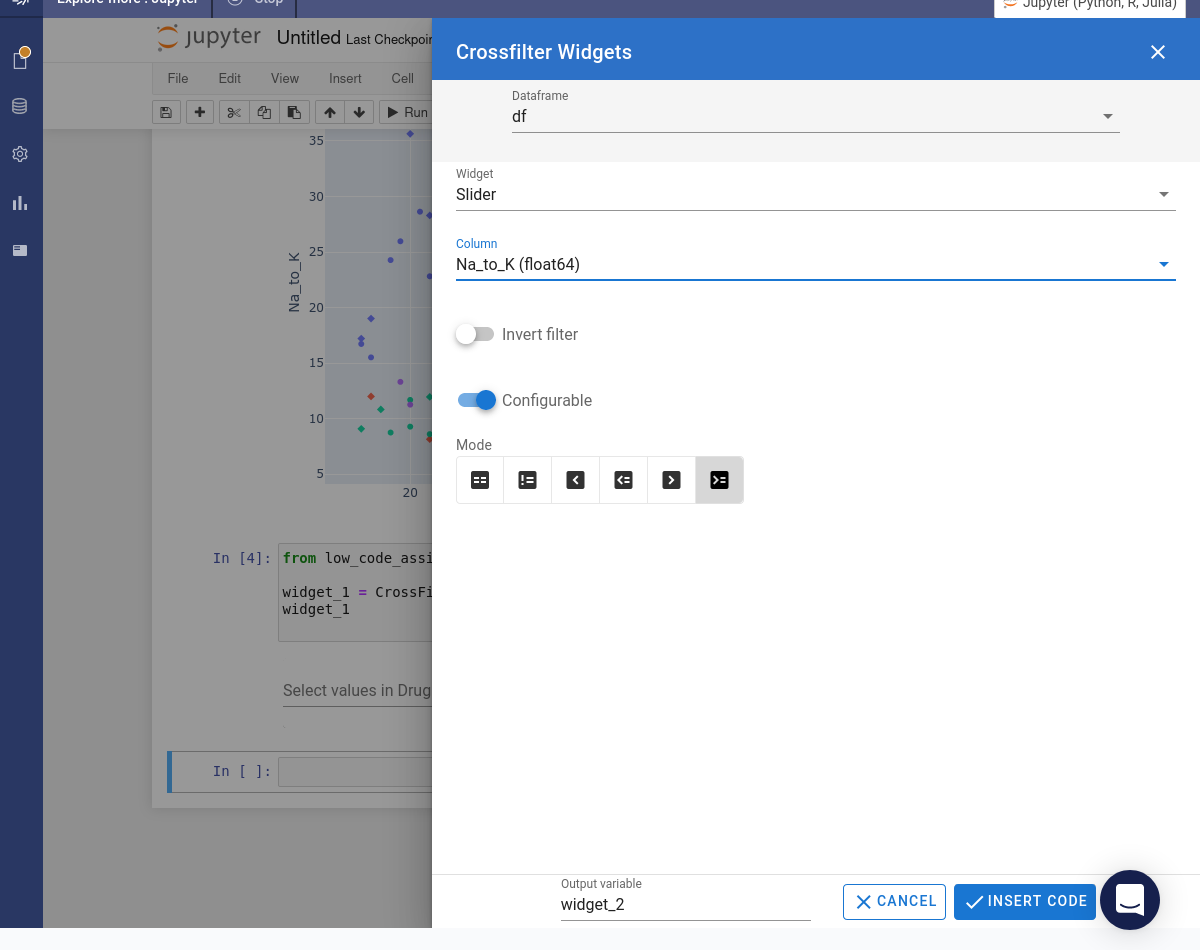 Explore more : Jupyter
Stop
Jupyter (Python, R, Julia)
jupyter
Untitled Last Checkpoin
File Edit View Insert Cell
Run
35
30
25
20
15
10
5
Na_to_K
20
In [4]: from low_code_assi
widget_1 = CrossFi
widget_1
Select values in Drug
In [ ]:
Crossfilter Widgets
Dataframe
df
Widget
Slider
Column
Na_to_K (float64)
Invert filter
Configurable
Mode
== != < <= > >=
Output variable
widget_2
CANCEL
INSERT CODE